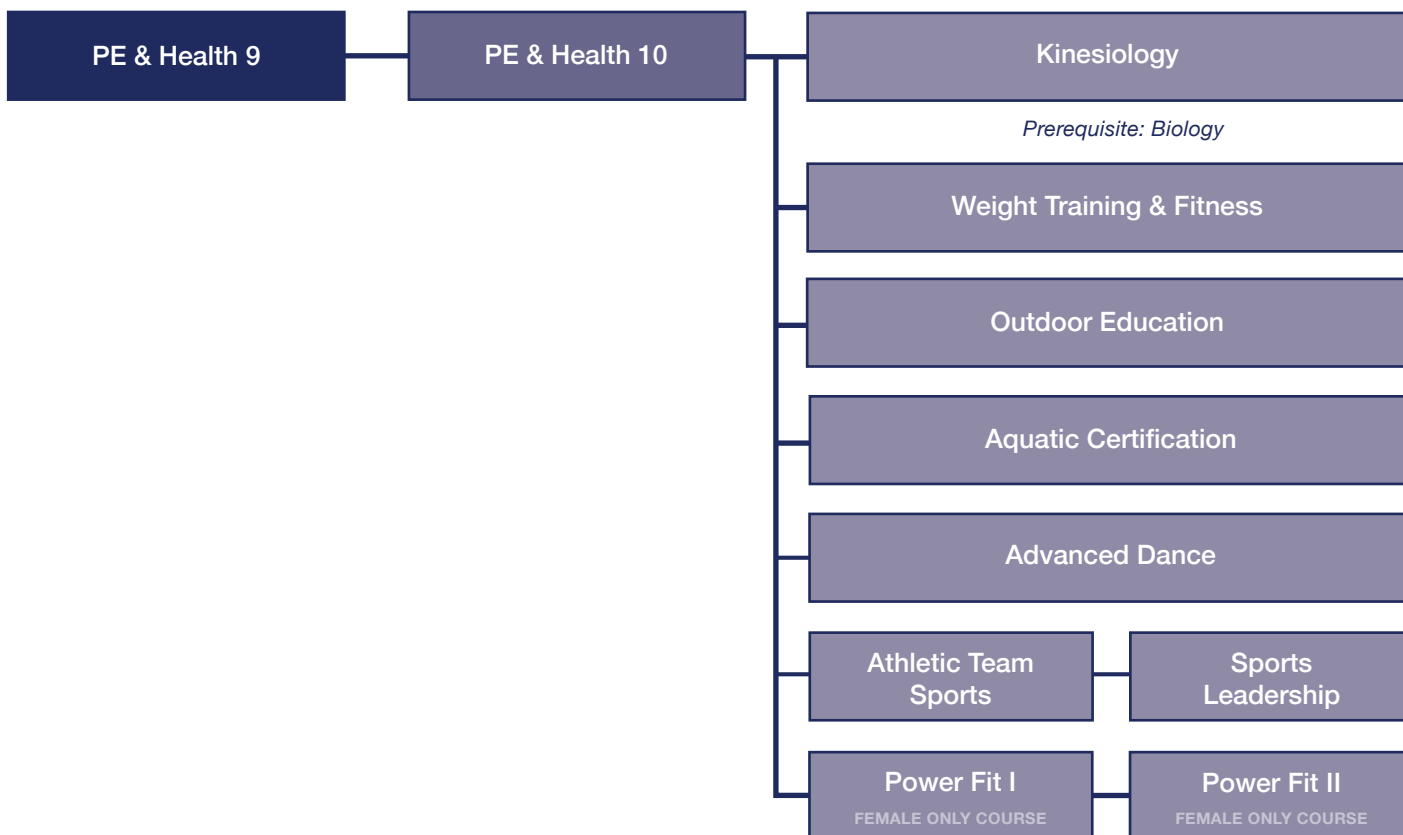 PE & Health 9
PE & Health 10
Kinesiology
Prerequisite: Biology
Weight Training & Fitness
Outdoor Education
Aquatic Certification
Advanced Dance
Athletic Team
Sports
Sports
Leadership
Power Fit I
FEMALE ONLY COURSE
Power Fit II
FEMALE ONLY COURSE